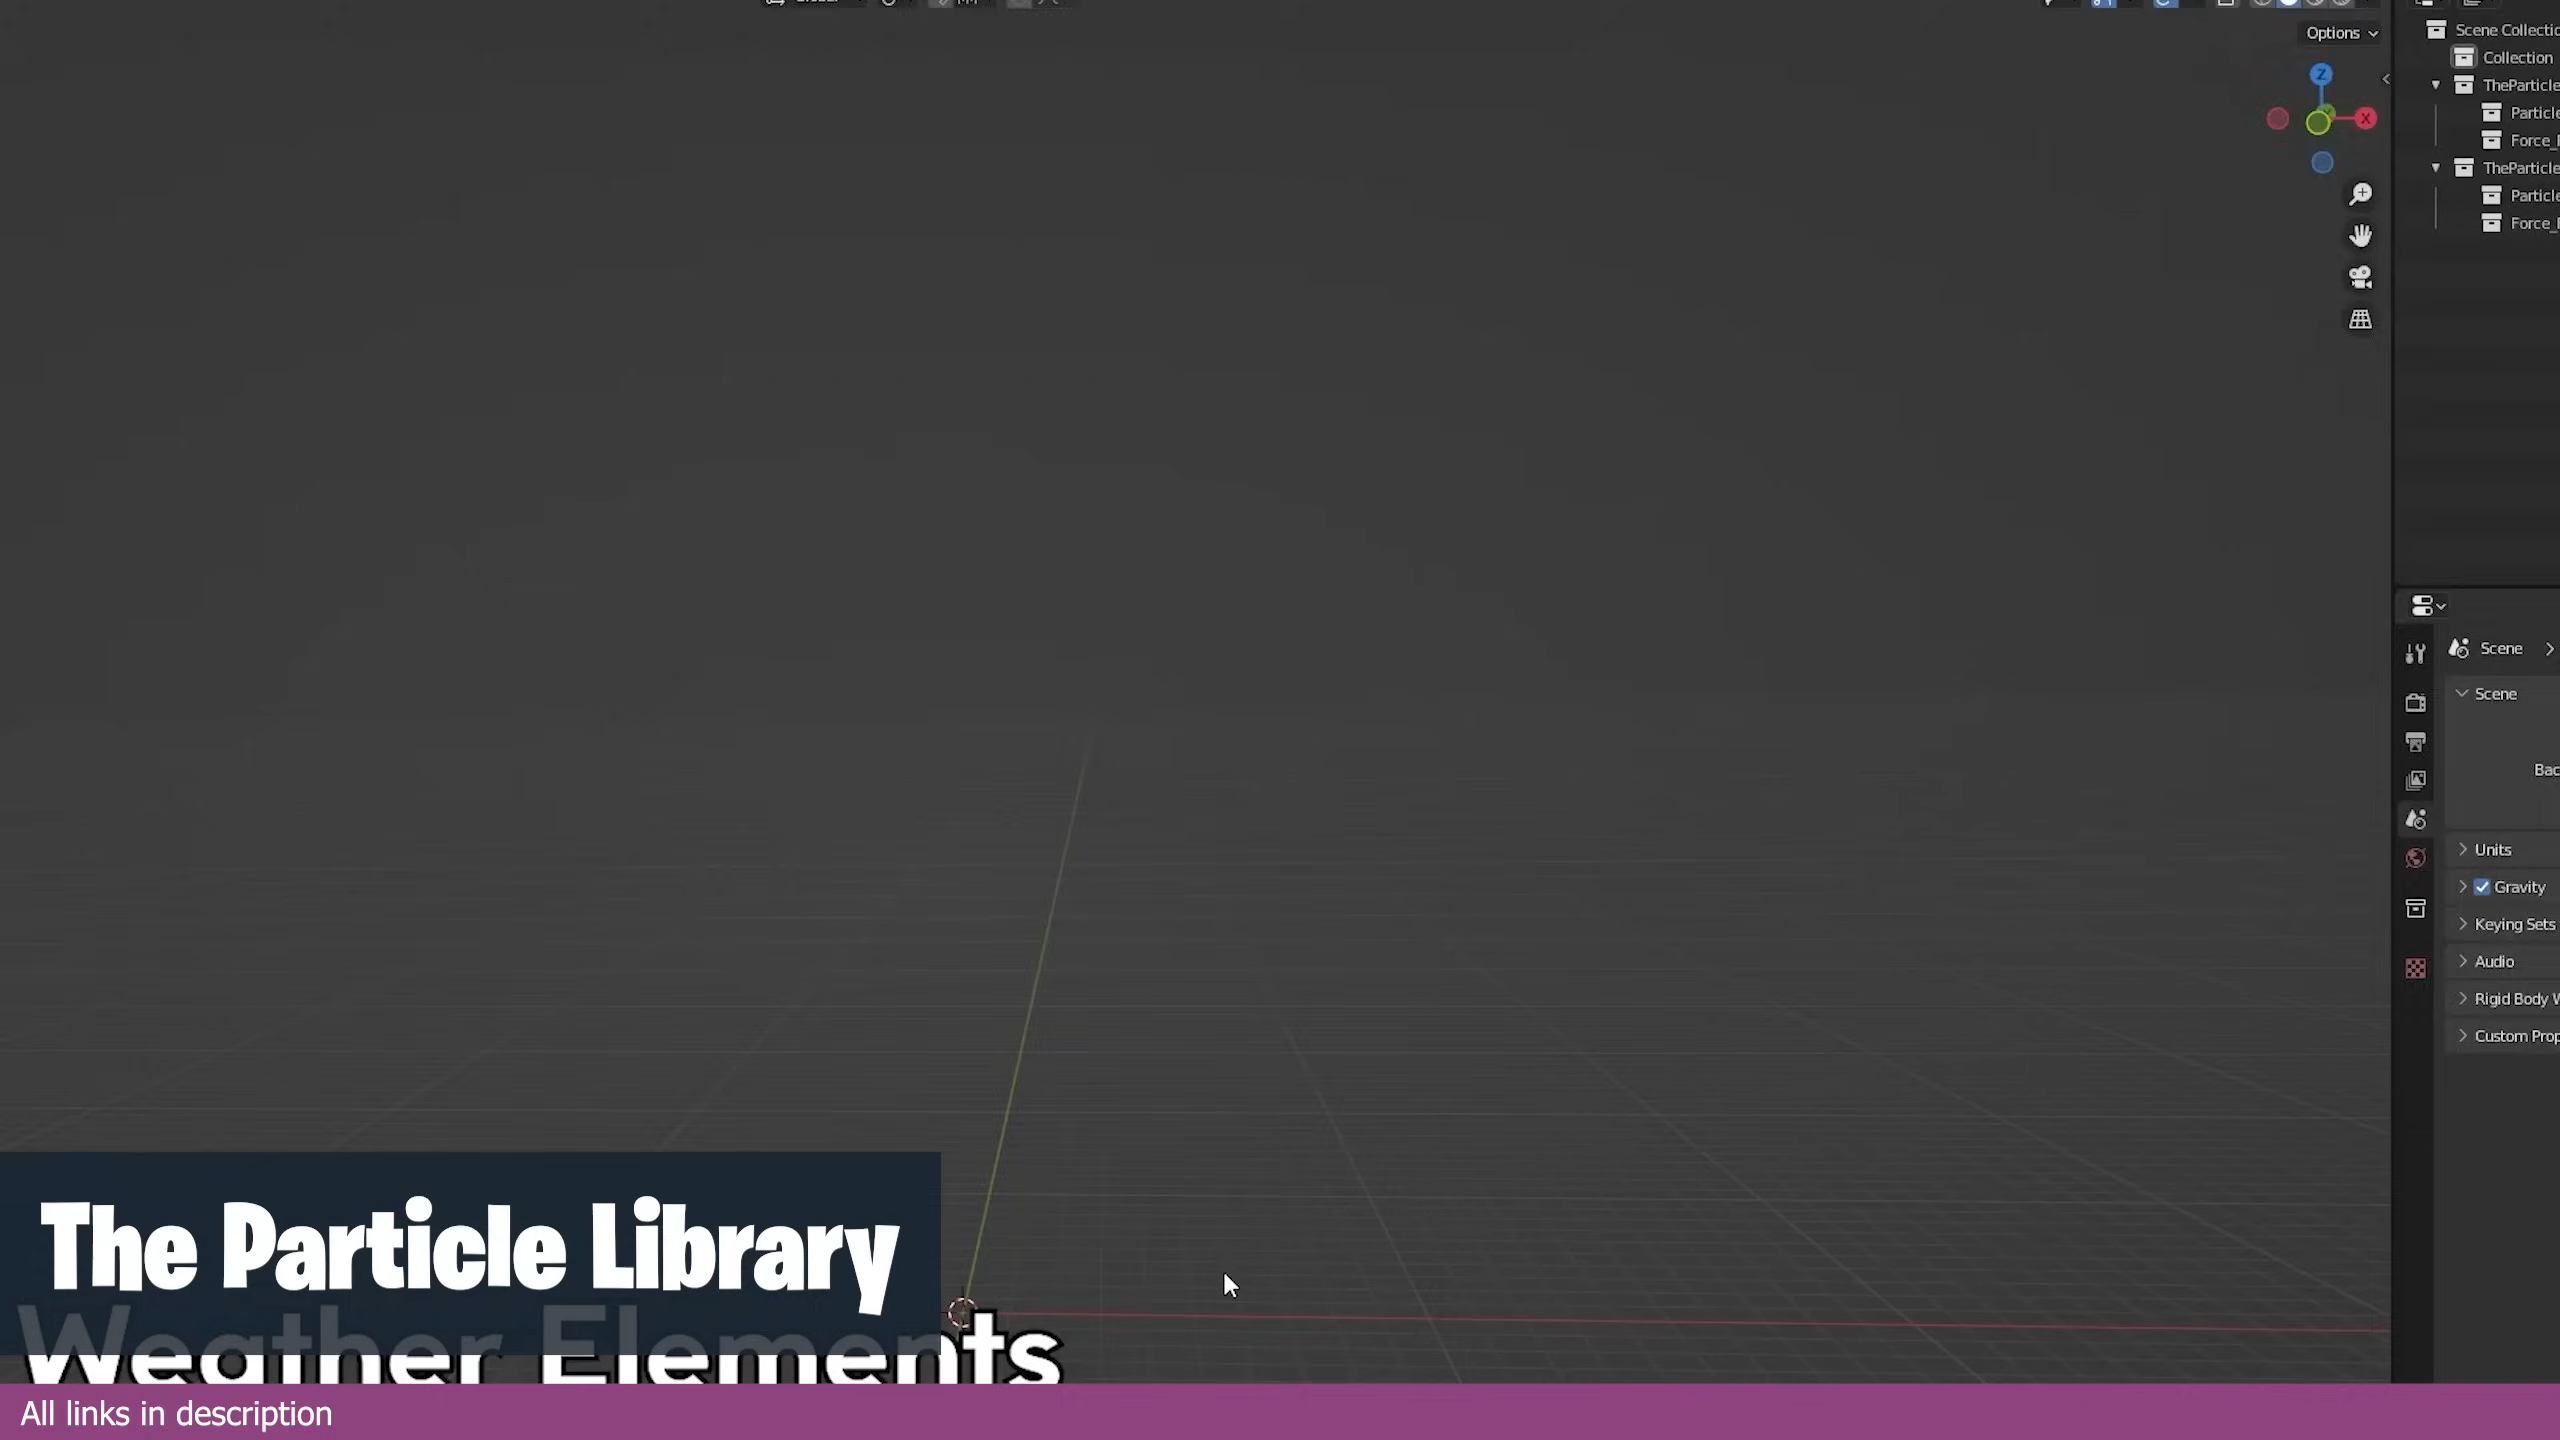 Options
Z
X
Scene Collectio
Collection
TheParticle
Particle
Force_
TheParticle
Particle
Force_
Scene
Scene
Bac
Units
Gravity
Keying Sets
Audio
Rigid Body W
Custom Prop
The Particle Library
Weather Elements
All links in description